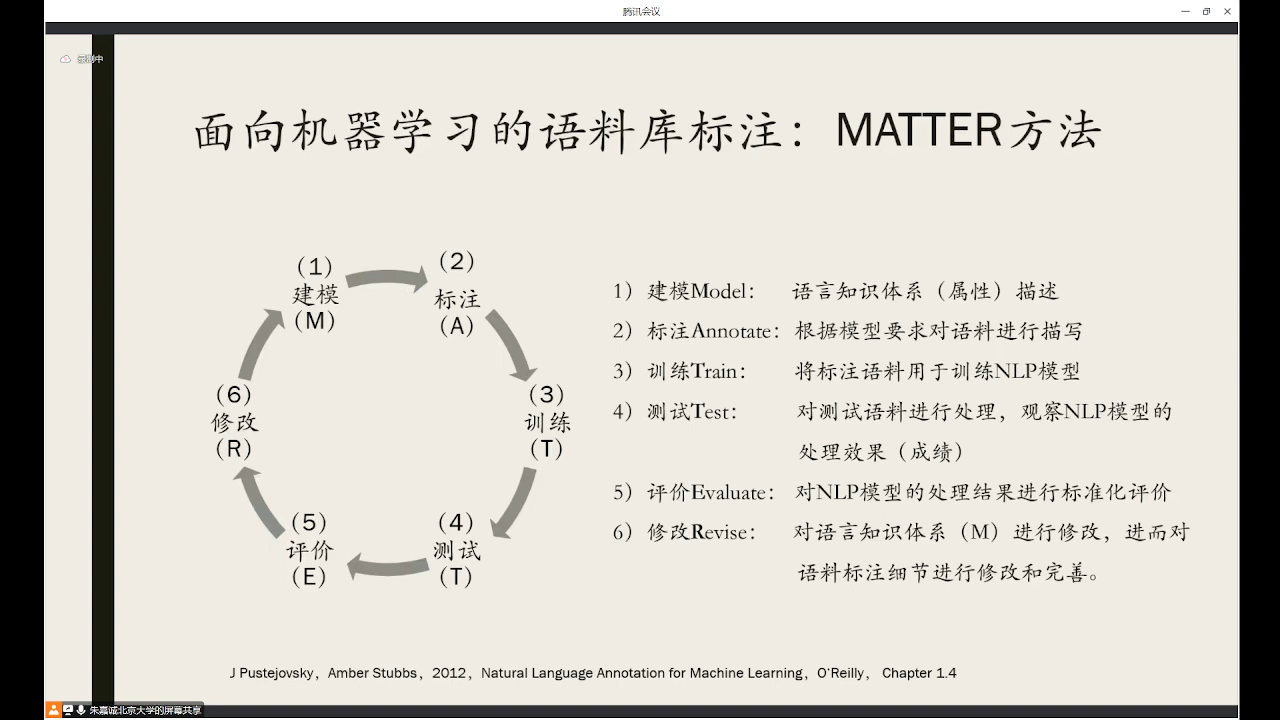 腾讯会议
录制中
面向机器学习的语料库标注：MATTER方法
（1）
建模
（M）
（2）
标注
（A）
（3）
训练
（T）
（4）
测试
（T）
（5）
评价
（E）
（6）
修改
（R）
1）建模Model： 语言知识体系（属性）描述
2）标注Annotate：根据模型要求对语料进行描写
3）训练Train： 将标注语料用于训练NLP模型
4）测试Test： 对测试语料进行处理，观察NLP模型的
处理效果（成绩）
5）评价Evaluate： 对NLP模型的处理结果进行标准化评价
6）修改Revise： 对语言知识体系（M）进行修改，进而对
语料标注细节进行修改和完善。
J Pustejovsky，Amber Stubbs，2012，Natural Language Annotation for Machine Learning，O'Reilly， Chapter 1.4
朱嘉诚北京大学的屏幕共享